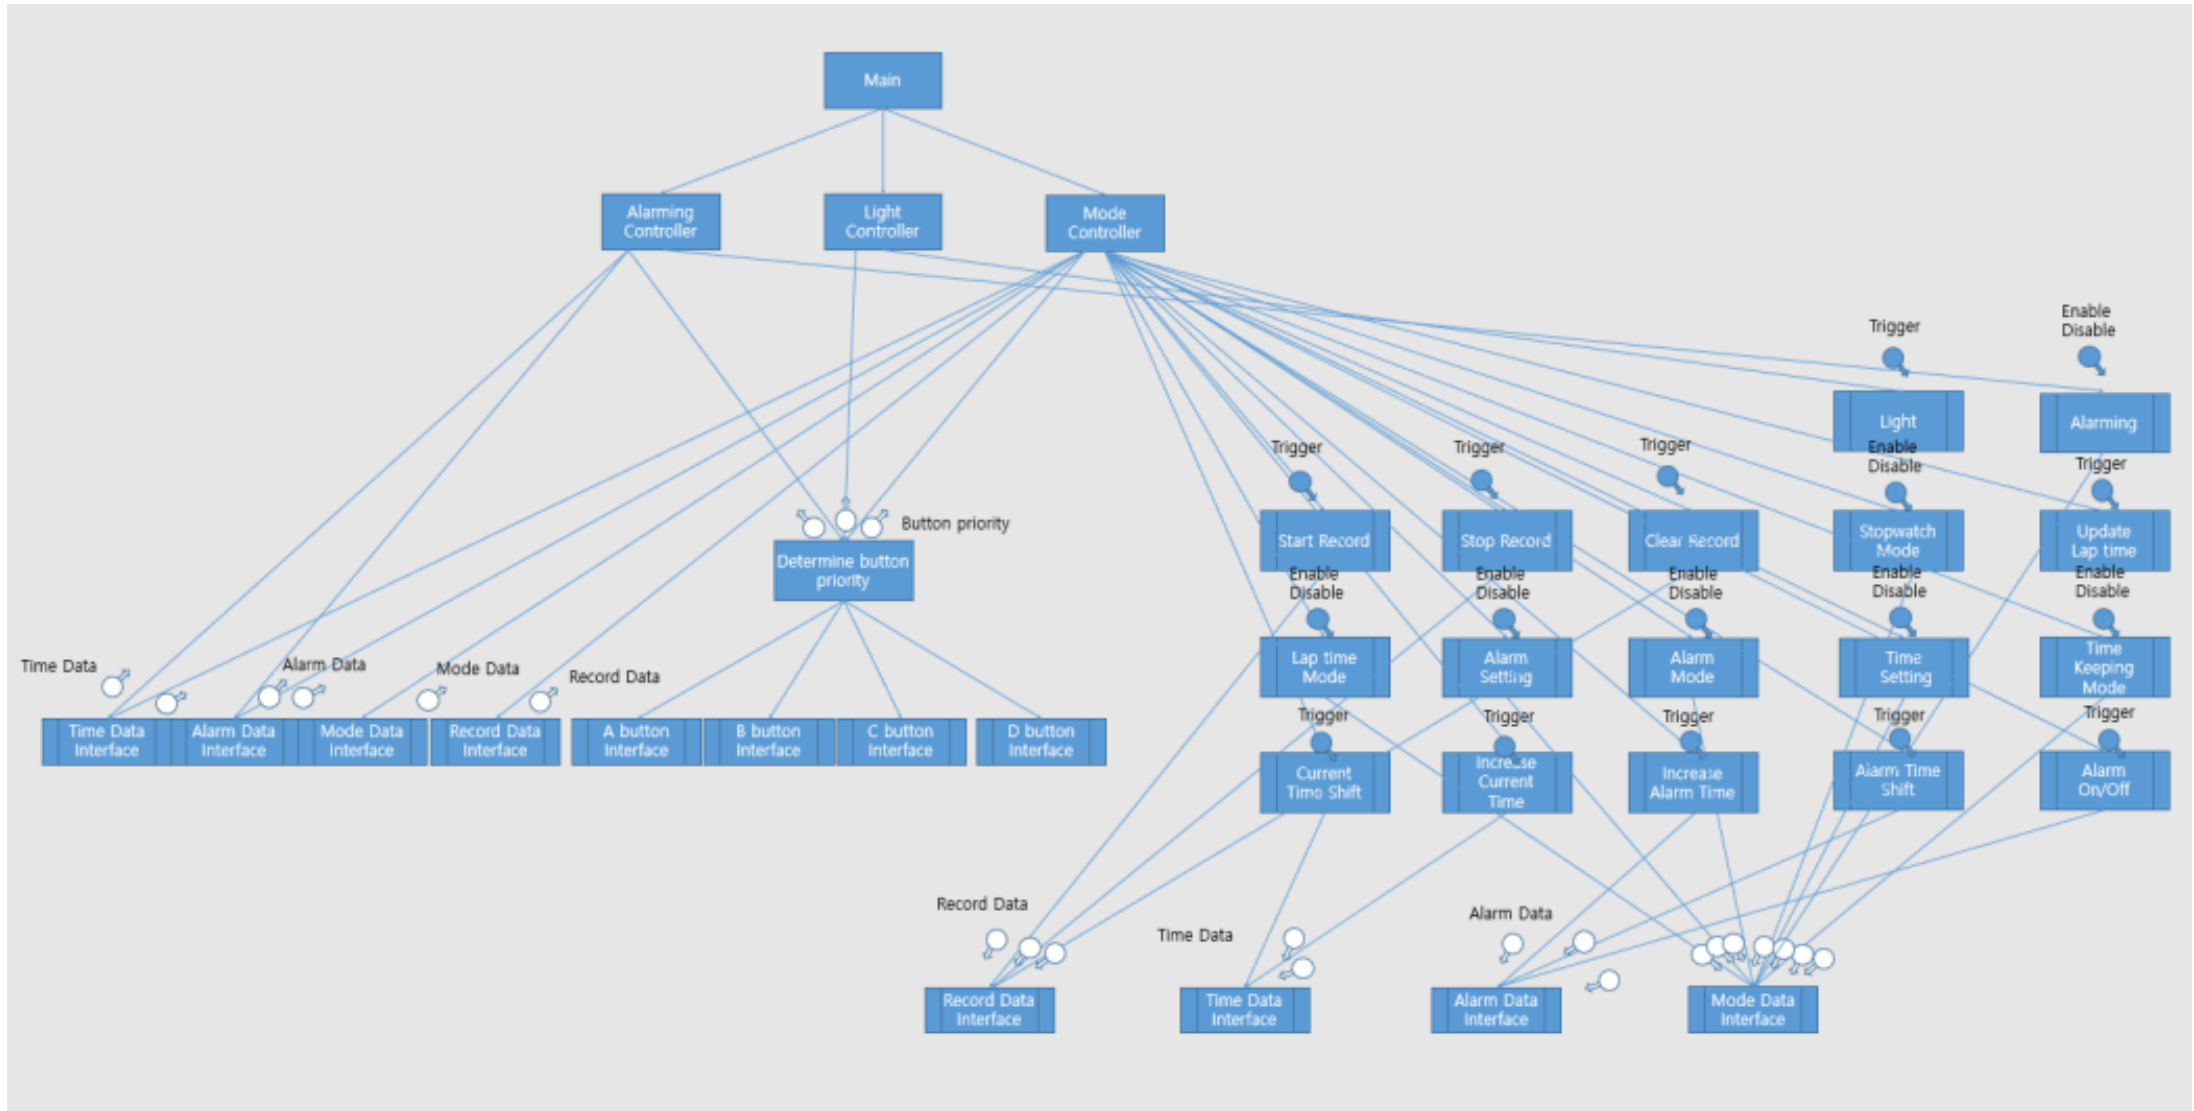 Main
Alarming
Controller
Light
Controller
Mode
Controller
Trigger
Enable
Disable
Light
Alarming
Trigger
Trigger
Trigger
Enable
Disable
Trigger
Button priority
Start Record
Stop Record
Clear Record
Stopwatch
Mode
Update
Lap time
Determine button
priority
Enable
Disable
Enable
Disable
Enable
Disable
Enable
Disable
Enable
Disable
Time Data
Alarm Data
Mode Data
Record Data
Lap time
Mode
Alarm
Setting
Alarm
Mode
Time
Setting
Time
Keeping
Mode
Time Data
Interface
Alarm Data
Interface
Mode Data
Interface
Record Data
Interface
A button
Interface
B button
Interface
C button
Interface
D button
Interface
Trigger
Trigger
Trigger
Trigger
Trigger
Current
Time Shift
Increase
Current
Time
Increase
Alarm Time
Alarm Time
Shift
Alarm
On/Off
Record Data
Time Data
Alarm Data
Record Data
Interface
Time Data
Interface
Alarm Data
Interface
Mode Data
Interface